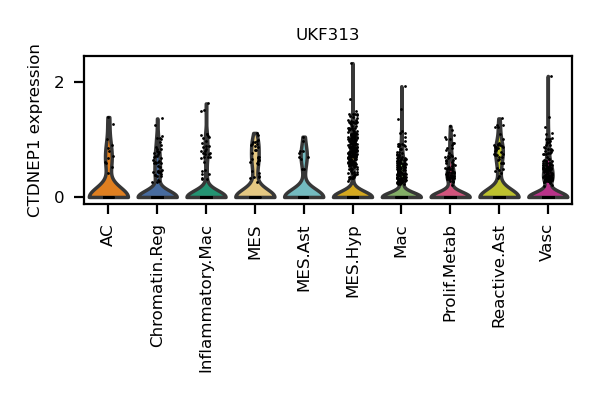 UKF313
CTDNEP1 expression
2
0
AC
Chromatin.Reg
Inflammatory.Mac
MES
MES.Ast
MES.Hyp
Mac
Prolif.Metab
Reactive.Ast
Vasc